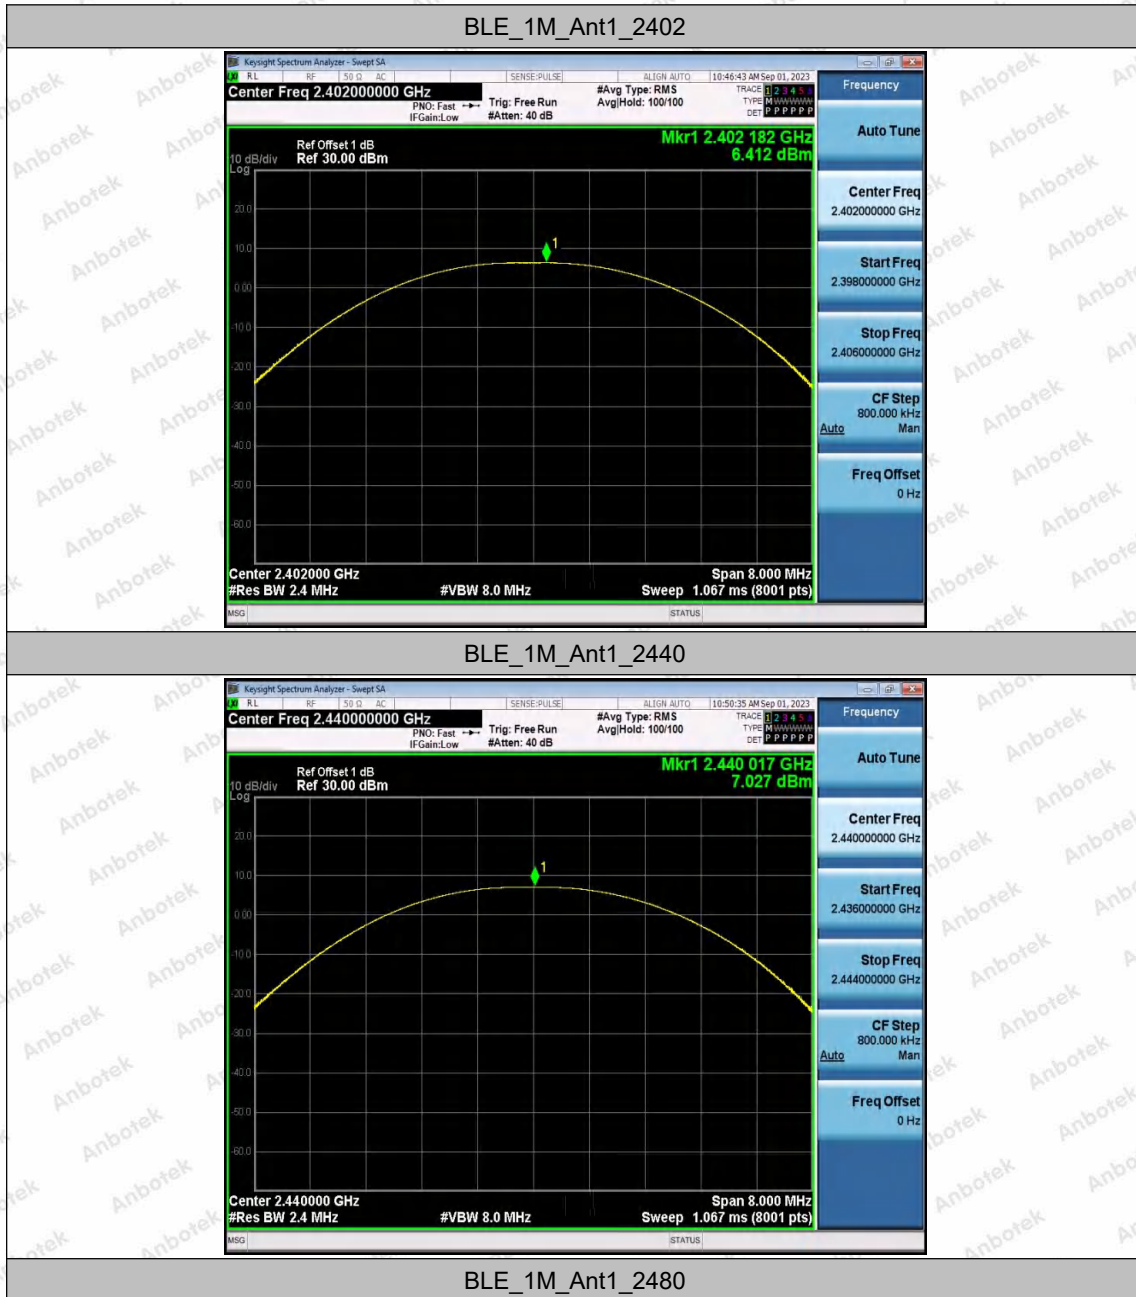 BLE_1M_Ant1_2402
Keysight Spectrum Analyzer - Swept SA
RL RF 50 Ω AC SENSE:PULSE ALIGN AUTO 10:46:43 AM Sep 01, 2023
Center Freq 2.402000000 GHz #Avg Type: RMS TRACE 1 2 3 4 5 6
PNO: Fast Trig: Free Run Avg|Hold: 100/100 TYPE M WWWWW
IFGain:Low #Atten: 40 dB DET P P P P P P
Mkr1 2.402 182 GHz
6.412 dBm
Ref Offset 1 dB
10 dB/div Ref 30.00 dBm
Log
20.0
10.0
0.00
-10.0
-20.0
-30.0
-40.0
-50.0
-60.0
1
Center 2.402000 GHz Span 8.000 MHz
#Res BW 2.4 MHz #VBW 8.0 MHz Sweep 1.067 ms (8001 pts)
MSG STATUS
Frequency
Auto Tune
Center Freq
2.402000000 GHz
Start Freq
2.398000000 GHz
Stop Freq
2.406000000 GHz
CF Step
800.000 kHz
Auto Man
Freq Offset
0 Hz
BLE_1M_Ant1_2440
Keysight Spectrum Analyzer - Swept SA
RL RF 50 Ω AC SENSE:PULSE ALIGN AUTO 10:50:35 AM Sep 01, 2023
Center Freq 2.440000000 GHz #Avg Type: RMS TRACE 1 2 3 4 5 6
PNO: Fast Trig: Free Run Avg|Hold: 100/100 TYPE M WWWWW
IFGain:Low #Atten: 40 dB DET P P P P P P
Mkr1 2.440 017 GHz
7.027 dBm
Ref Offset 1 dB
10 dB/div Ref 30.00 dBm
Log
20.0
10.0
0.00
-10.0
-20.0
-30.0
-40.0
-50.0
-60.0
1
Center 2.440000 GHz Span 8.000 MHz
#Res BW 2.4 MHz #VBW 8.0 MHz Sweep 1.067 ms (8001 pts)
MSG STATUS
Frequency
Auto Tune
Center Freq
2.440000000 GHz
Start Freq
2.436000000 GHz
Stop Freq
2.444000000 GHz
CF Step
800.000 kHz
Auto Man
Freq Offset
0 Hz
BLE_1M_Ant1_2480
Anbotek